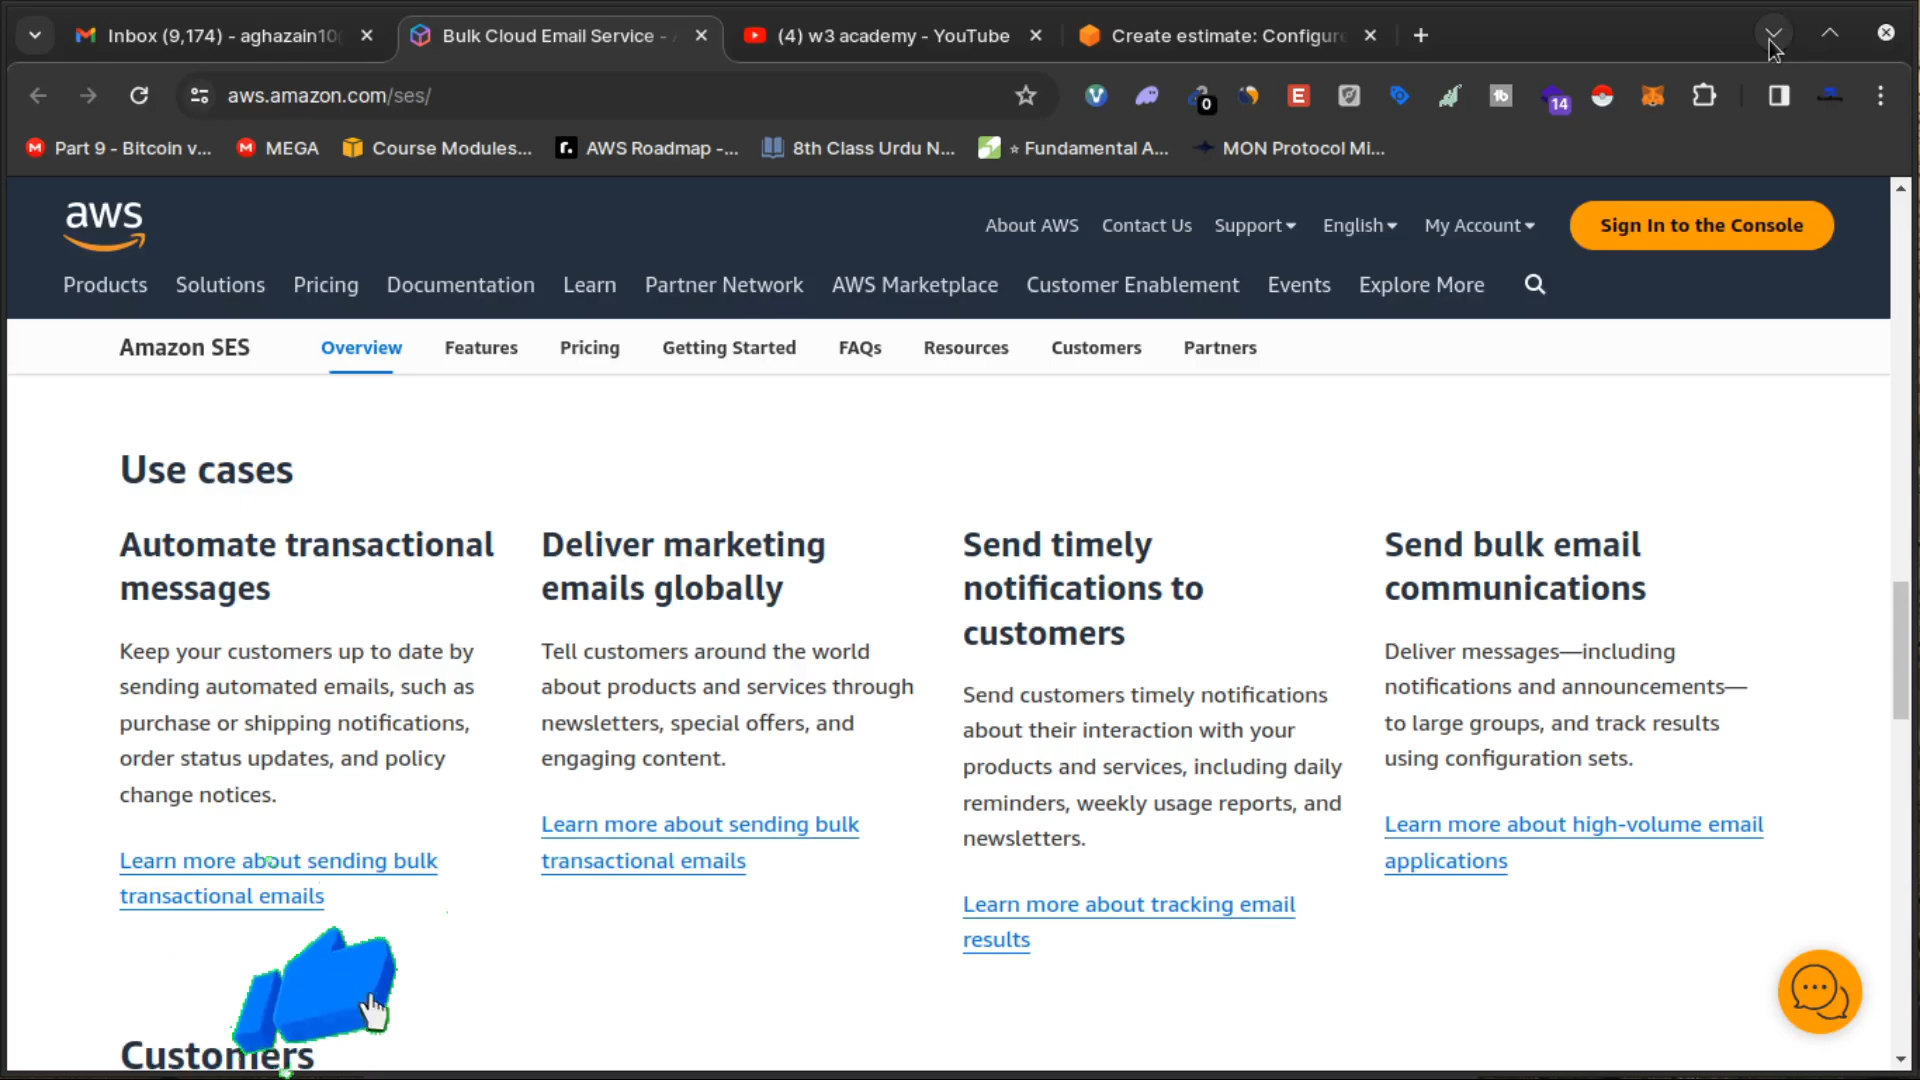 Inbox (9,174) - aghazain10
Bulk Cloud Email Service -
(4) w3 academy - YouTube
Create estimate: Configure
aws.amazon.com/ses/
0
E
tb
14
Part 9 - Bitcoin v...
MEGA
Course Modules...
r.
AWS Roadmap -...
8th Class Urdu N...
☆ Fundamental A...
MON Protocol Mi...
aws
About AWS
Contact Us
Support
English
My Account
Sign In to the Console
Products
Solutions
Pricing
Documentation
Learn
Partner Network
AWS Marketplace
Customer Enablement
Events
Explore More
Amazon SES
Overview
Features
Pricing
Getting Started
FAQs
Resources
Customers
Partners
Use cases
Automate transactional
messages
Keep your customers up to date by
sending automated emails, such as
purchase or shipping notifications,
order status updates, and policy
change notices.
Learn more about sending bulk
transactional emails
Deliver marketing
emails globally
Tell customers around the world
about products and services through
newsletters, special offers, and
engaging content.
Learn more about sending bulk
transactional emails
Send timely
notifications to
customers
Send customers timely notifications
about their interaction with your
products and services, including daily
reminders, weekly usage reports, and
newsletters.
Learn more about tracking email
results
Send bulk email
communications
Deliver messages—including
notifications and announcements—
to large groups, and track results
using configuration sets.
Learn more about high-volume email
applications
Customers